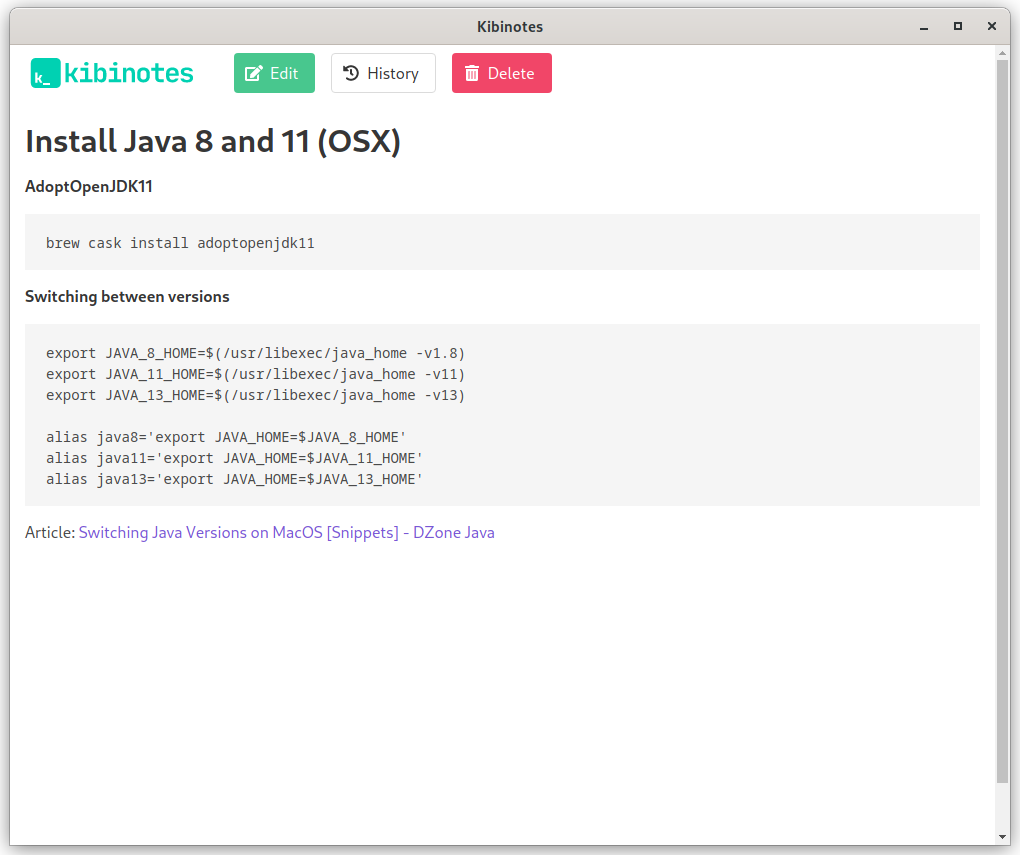 Kibinotes
k_ kibinotes Edit History Delete
Install Java 8 and 11 (OSX)
AdoptOpenJDK11
brew cask install adoptopenjdk11
Switching between versions
export JAVA_8_HOME=$(/usr/libexec/java_home -v1.8)
export JAVA_11_HOME=$(/usr/libexec/java_home -v11)
export JAVA_13_HOME=$(/usr/libexec/java_home -v13)
alias java8='export JAVA_HOME=$JAVA_8_HOME'
alias java11='export JAVA_HOME=$JAVA_11_HOME'
alias java13='export JAVA_HOME=$JAVA_13_HOME'
Article: Switching Java Versions on MacOS [Snippets] - DZone Java